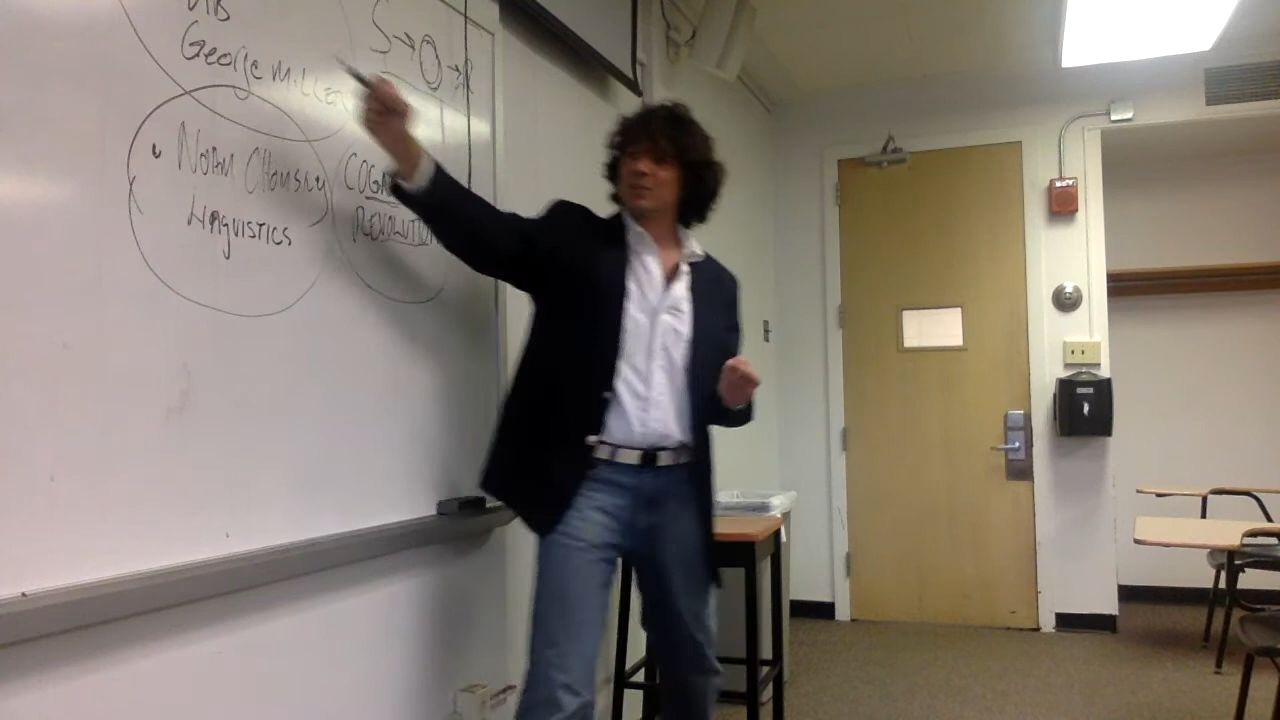 S → O → R
George Miller
Noam Chomsky
Linguistics
COGN
REVOLUTION